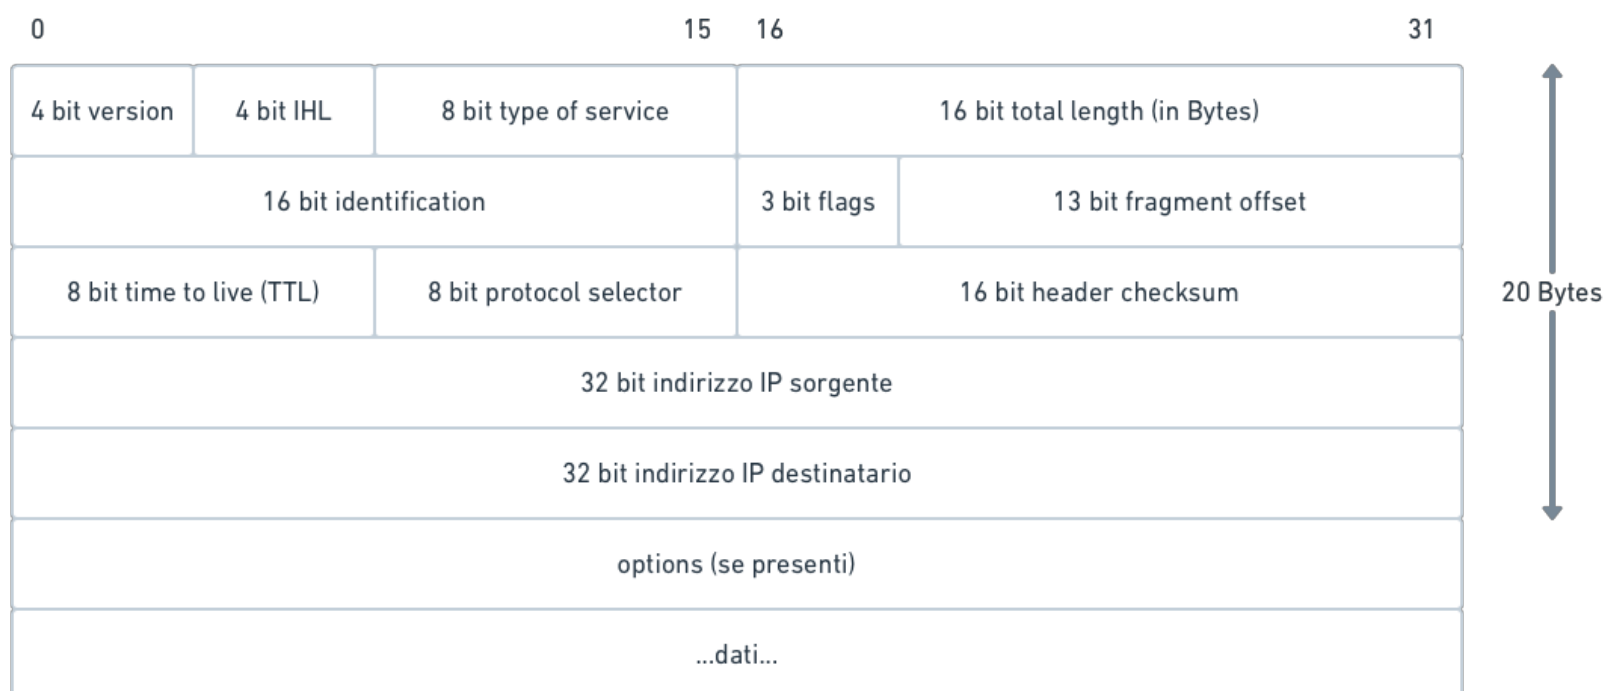 0 15 16 31
4 bit version 4 bit IHL 8 bit type of service 16 bit total length (in Bytes)
16 bit identification 3 bit flags 13 bit fragment offset
8 bit time to live (TTL) 8 bit protocol selector 16 bit header checksum 20 Bytes
32 bit indirizzo IP sorgente
32 bit indirizzo IP destinatario
options (se presenti)
...dati...